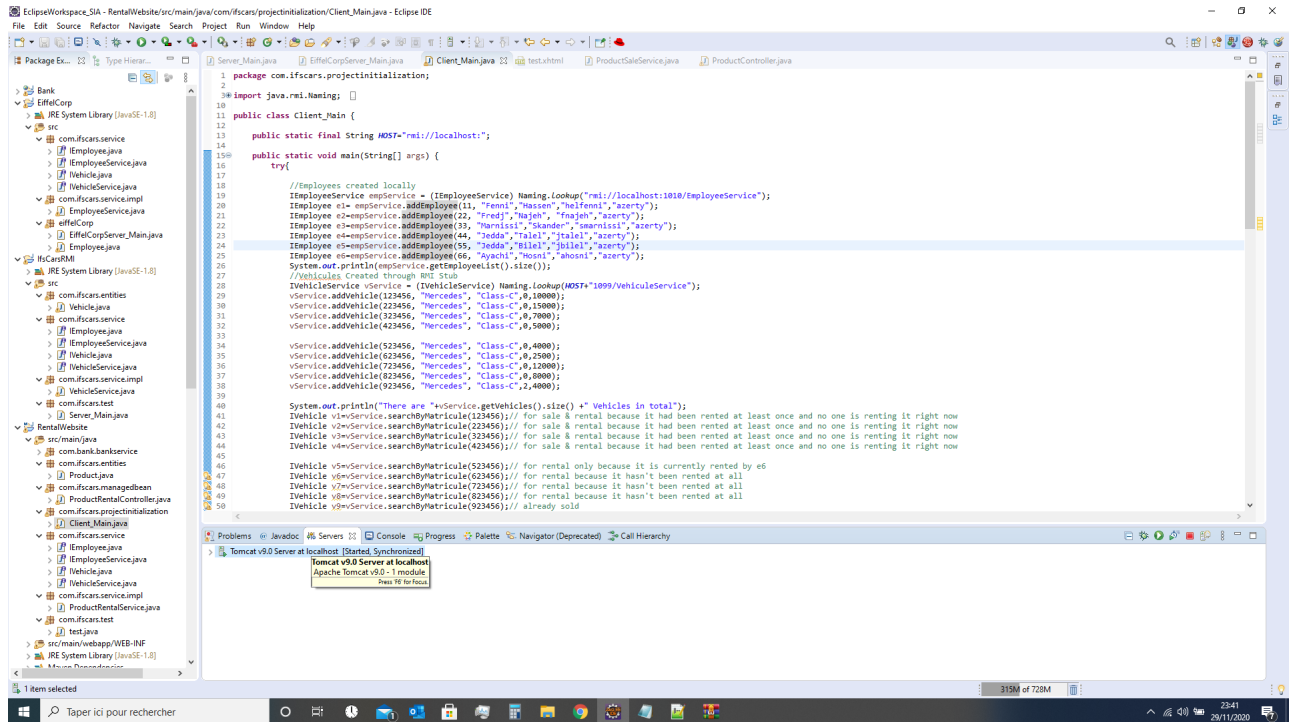 EclipseWorkspace_SIA - RentalWebsite/src/main/java/com/ifscars/projectinitialization/Client_Main.java - Eclipse IDE
File Edit Source Refactor Navigate Search Project Run Window Help
Package Ex... Type Hierar...
Bank
EiffelCorp
JRE System Library [JavaSE-1.8]
src
com.ifscars.service
IEmployee.java
IEmployeeService.java
IVehicle.java
IVehicleService.java
com.ifscars.service.impl
EmployeeService.java
eiffelCorp
EiffelCorpServer_Main.java
Employee.java
IfsCarsRMI
JRE System Library [JavaSE-1.8]
src
com.ifscars.entities
Vehicle.java
com.ifscars.service
IEmployee.java
IEmployeeService.java
IVehicle.java
IVehicleService.java
com.ifscars.service.impl
VehicleService.java
com.ifscars.test
Server_Main.java
RentalWebsite
src/main/java
com.bank.bankservice
com.ifscars.entities
Product.java
com.ifscars.managedbean
ProductRentalController.java
com.ifscars.projectinitialization
Client_Main.java
com.ifscars.service
IEmployee.java
IEmployeeService.java
IVehicle.java
IVehicleService.java
com.ifscars.service.impl
ProductRentalService.java
com.ifscars.test
test.java
src/main/webapp/WEB-INF
JRE System Library [JavaSE-1.8]
Maven Dependencies
Server_Main.java EiffelCorpServer_Main.java Client_Main.java test.xhtml ProductSaleService.java ProductController.java
1 package com.ifscars.projectinitialization;
2
3 import java.rmi.Naming;
10
11 public class Client_Main {
12
13 public static final String HOST="rmi://localhost:";
14
15 public static void main(String[] args) {
16 try{
17
18 //Employees created locally
19 IEmployeeService empService = (IEmployeeService) Naming.lookup("rmi://localhost:1010/EmployeeService");
20 IEmployee e1= empService.addEmployee(11, "Fenni","Hassen","helfenni","azerty");
21 IEmployee e2=empService.addEmployee(22, "Fredj","Najeh", "fnajeh","azerty");
22 IEmployee e3=empService.addEmployee(33, "Marnissi","Skander","smarnissi","azerty");
23 IEmployee e4=empService.addEmployee(44, "Jedda","Talel","jtalel","azerty");
24 IEmployee e5=empService.addEmployee(55, "Jedda","Bilel","jbilel","azerty");
25 IEmployee e6=empService.addEmployee(66, "Ayachi","Hosni","ahosni","azerty");
26 System.out.println(empService.getEmployeeList().size());
27 //Vehicules Created through RMI Stub
28 IVehicleService vService = (IVehicleService) Naming.lookup(HOST+"1099/VehiculeService");
29 vService.addVehicle(123456, "Mercedes", "Class-C",0,10000);
30 vService.addVehicle(223456, "Mercedes", "Class-C",0,15000);
31 vService.addVehicle(323456, "Mercedes", "Class-C",0,7000);
32 vService.addVehicle(423456, "Mercedes", "Class-C",0,5000);
33
34 vService.addVehicle(523456, "Mercedes", "Class-C",0,4000);
35 vService.addVehicle(623456, "Mercedes", "Class-C",0,2500);
36 vService.addVehicle(723456, "Mercedes", "Class-C",0,12000);
37 vService.addVehicle(823456, "Mercedes", "Class-C",0,8000);
38 vService.addVehicle(923456, "Mercedes", "Class-C",2,4000);
39
40 System.out.println("There are "+vService.getVehicles().size() +" Vehicles in total");
41 IVehicle v1=vService.searchByMatricule(123456);// for sale & rental because it had been rented at least once and no one is renting it right now
42 IVehicle v2=vService.searchByMatricule(223456);// for sale & rental because it had been rented at least once and no one is renting it right now
43 IVehicle v3=vService.searchByMatricule(323456);// for sale & rental because it had been rented at least once and no one is renting it right now
44 IVehicle v4=vService.searchByMatricule(423456);// for sale & rental because it had been rented at least once and no one is renting it right now
45
46 IVehicle v5=vService.searchByMatricule(523456);// for rental only because it is currently rented by e6
47 IVehicle v6=vService.searchByMatricule(623456);// for rental because it hasn't been rented at all
48 IVehicle v7=vService.searchByMatricule(723456);// for rental because it hasn't been rented at all
49 IVehicle v8=vService.searchByMatricule(823456);// for rental because it hasn't been rented at all
50 IVehicle v9=vService.searchByMatricule(923456);// already sold
Problems Javadoc Servers Console Progress Palette Navigator (Deprecated) Call Hierarchy
Tomcat v9.0 Server at localhost [Started, Synchronized]
Tomcat v9.0 Server at localhost
Apache Tomcat v9.0 - 1 module
Press 'F6' for Focus
1 item selected
315M of 728M
Taper ici pour rechercher
23:41
29/11/2020